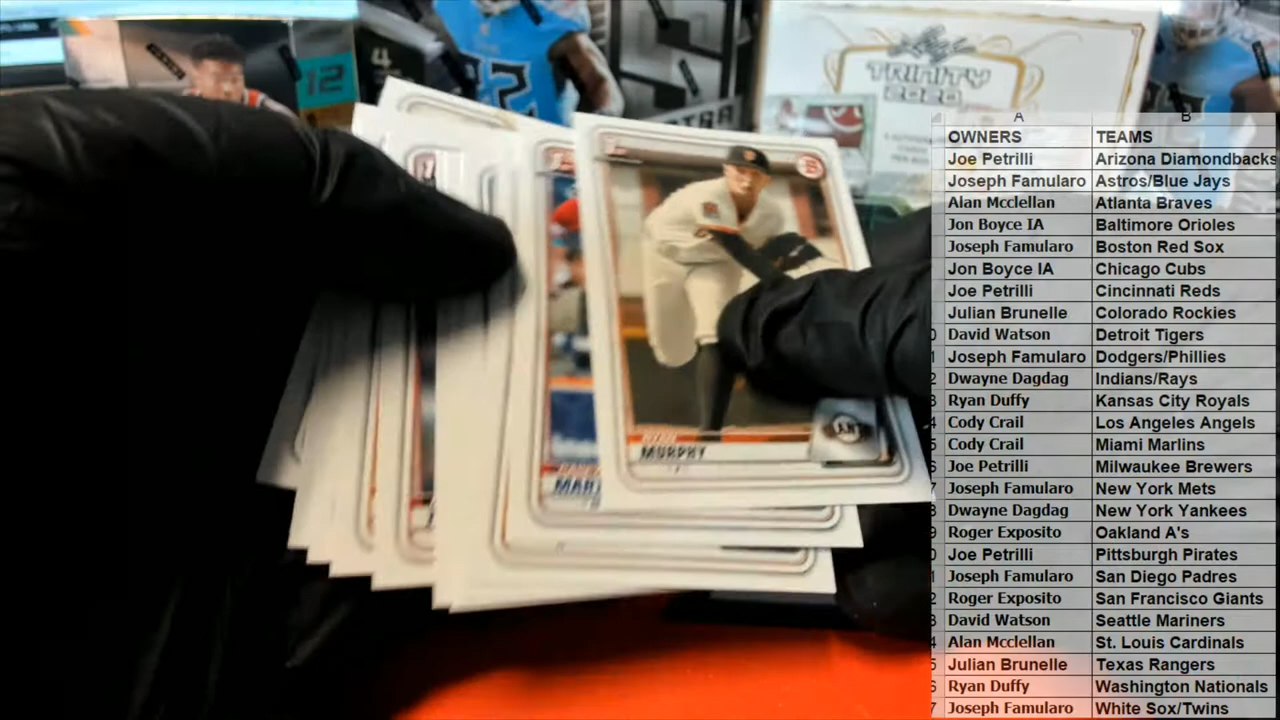 12
4
TRINITY
2020
MURPHY
A B
OWNERS TEAMS
Joe Petrilli Arizona Diamondbacks
Joseph Famularo Astros/Blue Jays
Alan Mcclellan Atlanta Braves
Jon Boyce IA Baltimore Orioles
Joseph Famularo Boston Red Sox
Jon Boyce IA Chicago Cubs
Joe Petrilli Cincinnati Reds
Julian Brunelle Colorado Rockies
David Watson Detroit Tigers
Joseph Famularo Dodgers/Phillies
Dwayne Dagdag Indians/Rays
Ryan Duffy Kansas City Royals
Cody Crail Los Angeles Angels
Cody Crail Miami Marlins
Joe Petrilli Milwaukee Brewers
Joseph Famularo New York Mets
Dwayne Dagdag New York Yankees
Roger Exposito Oakland A's
Joe Petrilli Pittsburgh Pirates
Joseph Famularo San Diego Padres
Roger Exposito San Francisco Giants
David Watson Seattle Mariners
Alan Mcclellan St. Louis Cardinals
Julian Brunelle Texas Rangers
Ryan Duffy Washington Nationals
Joseph Famularo White Sox/Twins